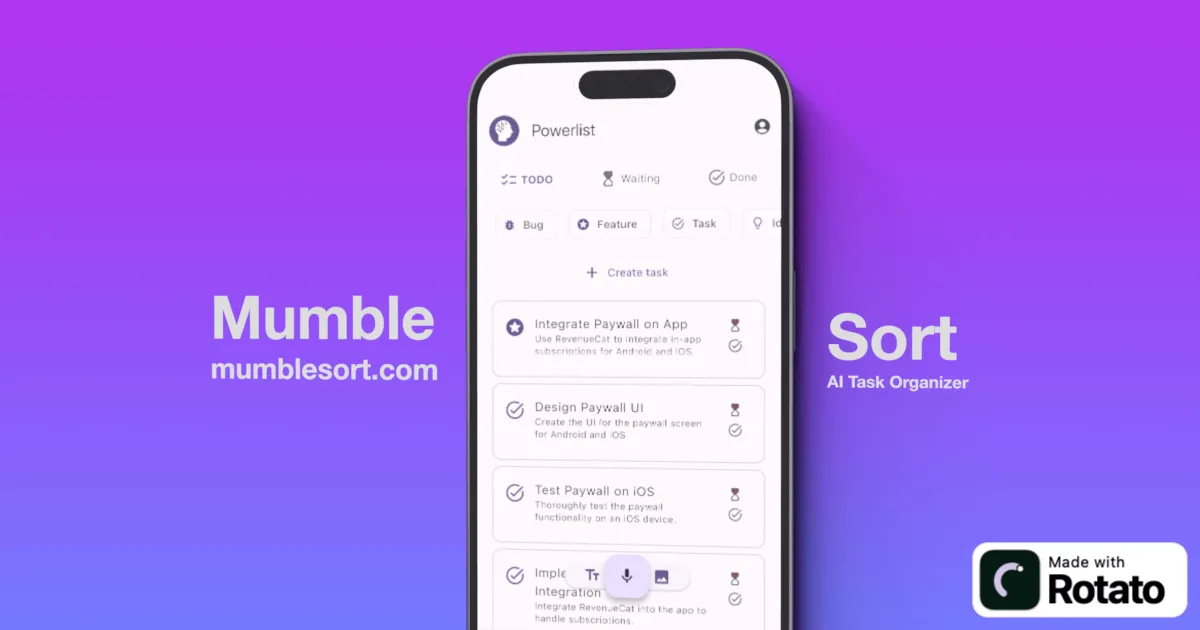 Powerlist
TODO
Waiting
Done
Bug
Feature
Task
Id
+ Create task
Integrate Paywall on App
Use RevenueCat to integrate in-app
subscriptions for Android and iOS.
Design Paywall UI
Create the UI for the paywall screen
for Android and iOS
Test Paywall on iOS
Thoroughly test the paywall
functionality on an iOS device.
Imple
Integration
Integrate RevenueCat into the app to
handle subscriptions.
Tт
Mumble
mumblesort.com
Sort
AI Task Organizer
Made with
Rotato